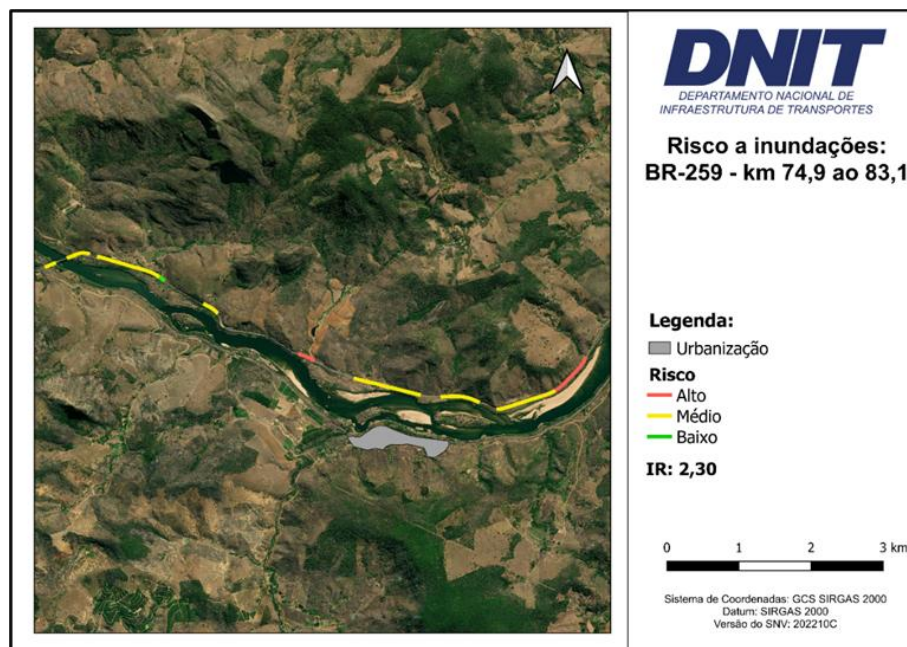 DNIT
DEPARTAMENTO NACIONAL DE
INFRAESTRUTURA DE TRANSPORTES
Risco a inundações:
BR-259 - km 74,9 ao 83,1
Legenda:
Urbanização
Risco
Alto
Médio
Baixo
IR: 2,30
0 1 2 3 km
Sistema de Coordenadas: GCS SIRGAS 2000
Datum: SIRGAS 2000
Versão do SNV: 202210C